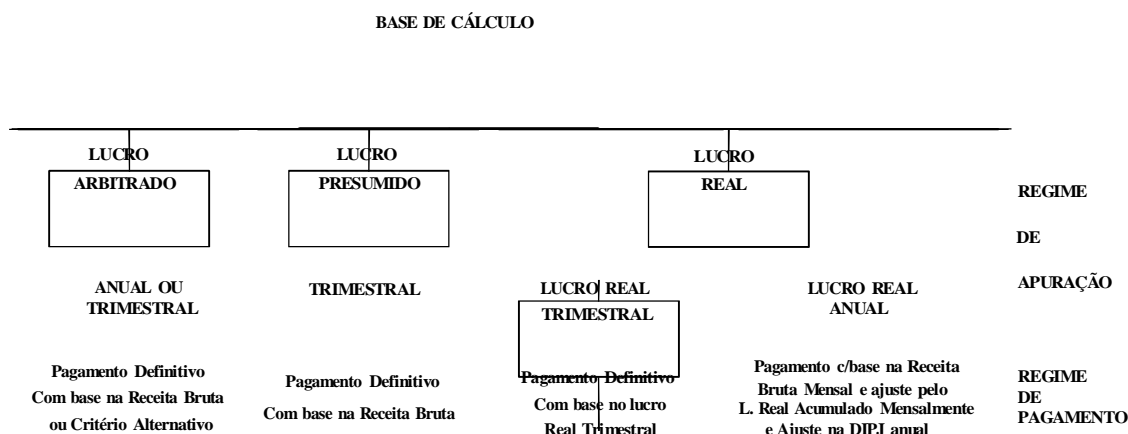 BASE DE CÁLCULO
LUCRO
ARBITRADO
LUCRO
PRESUMIDO
LUCRO
REAL
REGIME
DE
APURAÇÃO
ANUAL OU
TRIMESTRAL
TRIMESTRAL
LUCRO REAL
TRIMESTRAL
LUCRO REAL
ANUAL
Pagamento Definitivo
Com base na Receita Bruta
ou Critério Alternativo
Pagamento Definitivo
Com base na Receita Bruta
Pagamento Definitivo
Com base no lucro
Real Trimestral
Pagamento c/base na Receita
Bruta Mensal e ajuste pelo
L. Real Acumulado Mensalmente
e Ajuste na DIPJ anual
REGIME
DE
PAGAMENTO